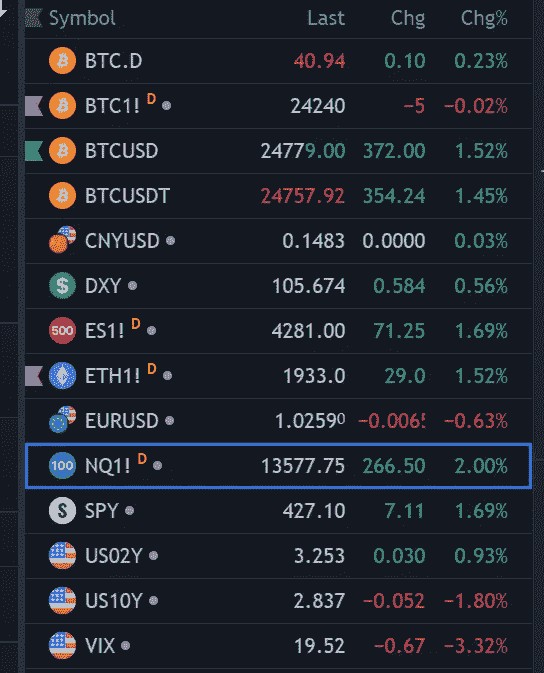 Symbol Last Chg Chg%
BTC.D 40.94 0.10 0.23%
BTC1! D 24240 −5 −0.02%
BTCUSD 24779.00 372.00 1.52%
BTCUSDT 24757.92 354.24 1.45%
CNYUSD 0.1483 0.0000 0.03%
$ DXY 105.674 0.584 0.56%
500 ES1! D 4281.00 71.25 1.69%
ETH1! D 1933.0 29.0 1.52%
EURUSD 1.02590 −0.0065 −0.63%
100 NQ1! D 13577.75 266.50 2.00%
S SPY 427.10 7.11 1.69%
US02Y 3.253 0.030 0.93%
US10Y 2.837 −0.052 −1.80%
VIX 19.52 −0.67 −3.32%